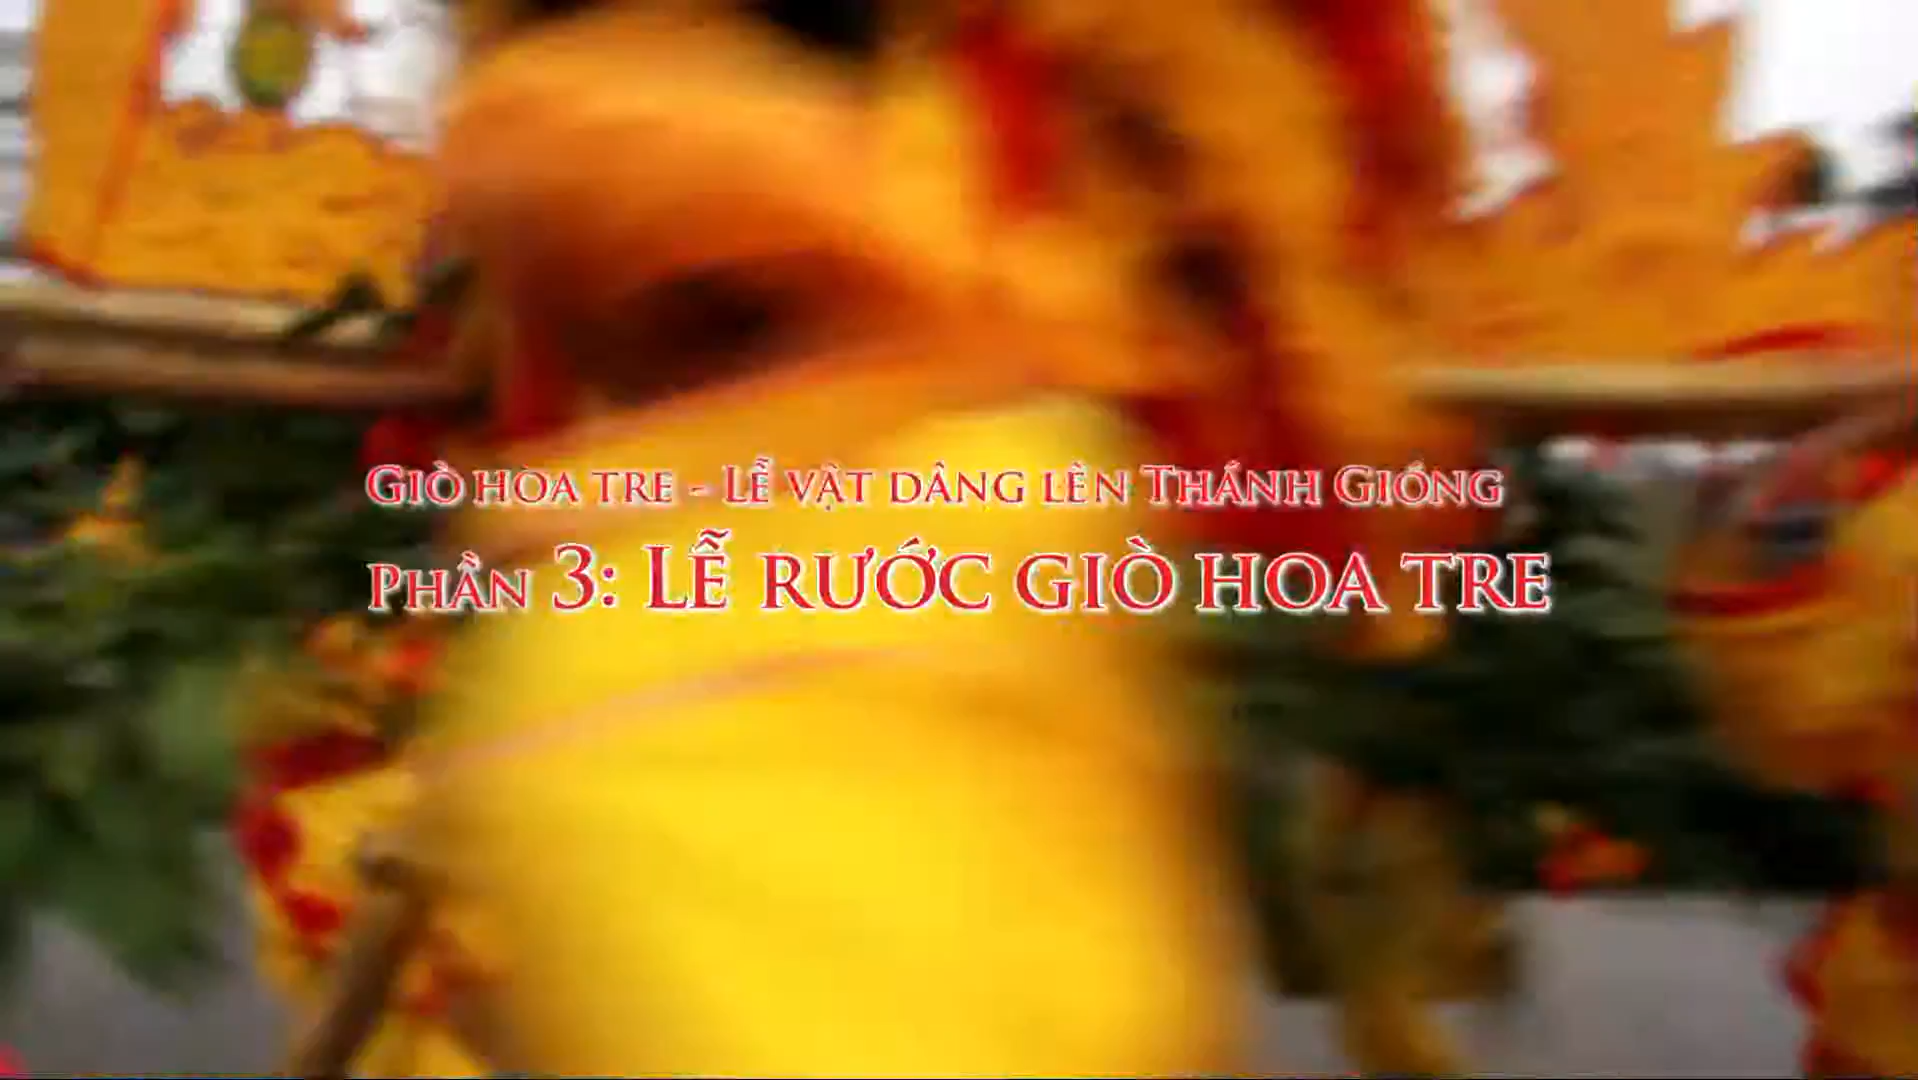 Giò hoa tre - Lễ vật dâng lên Thánh Gióng
Phần 3: Lễ rước giò hoa tre